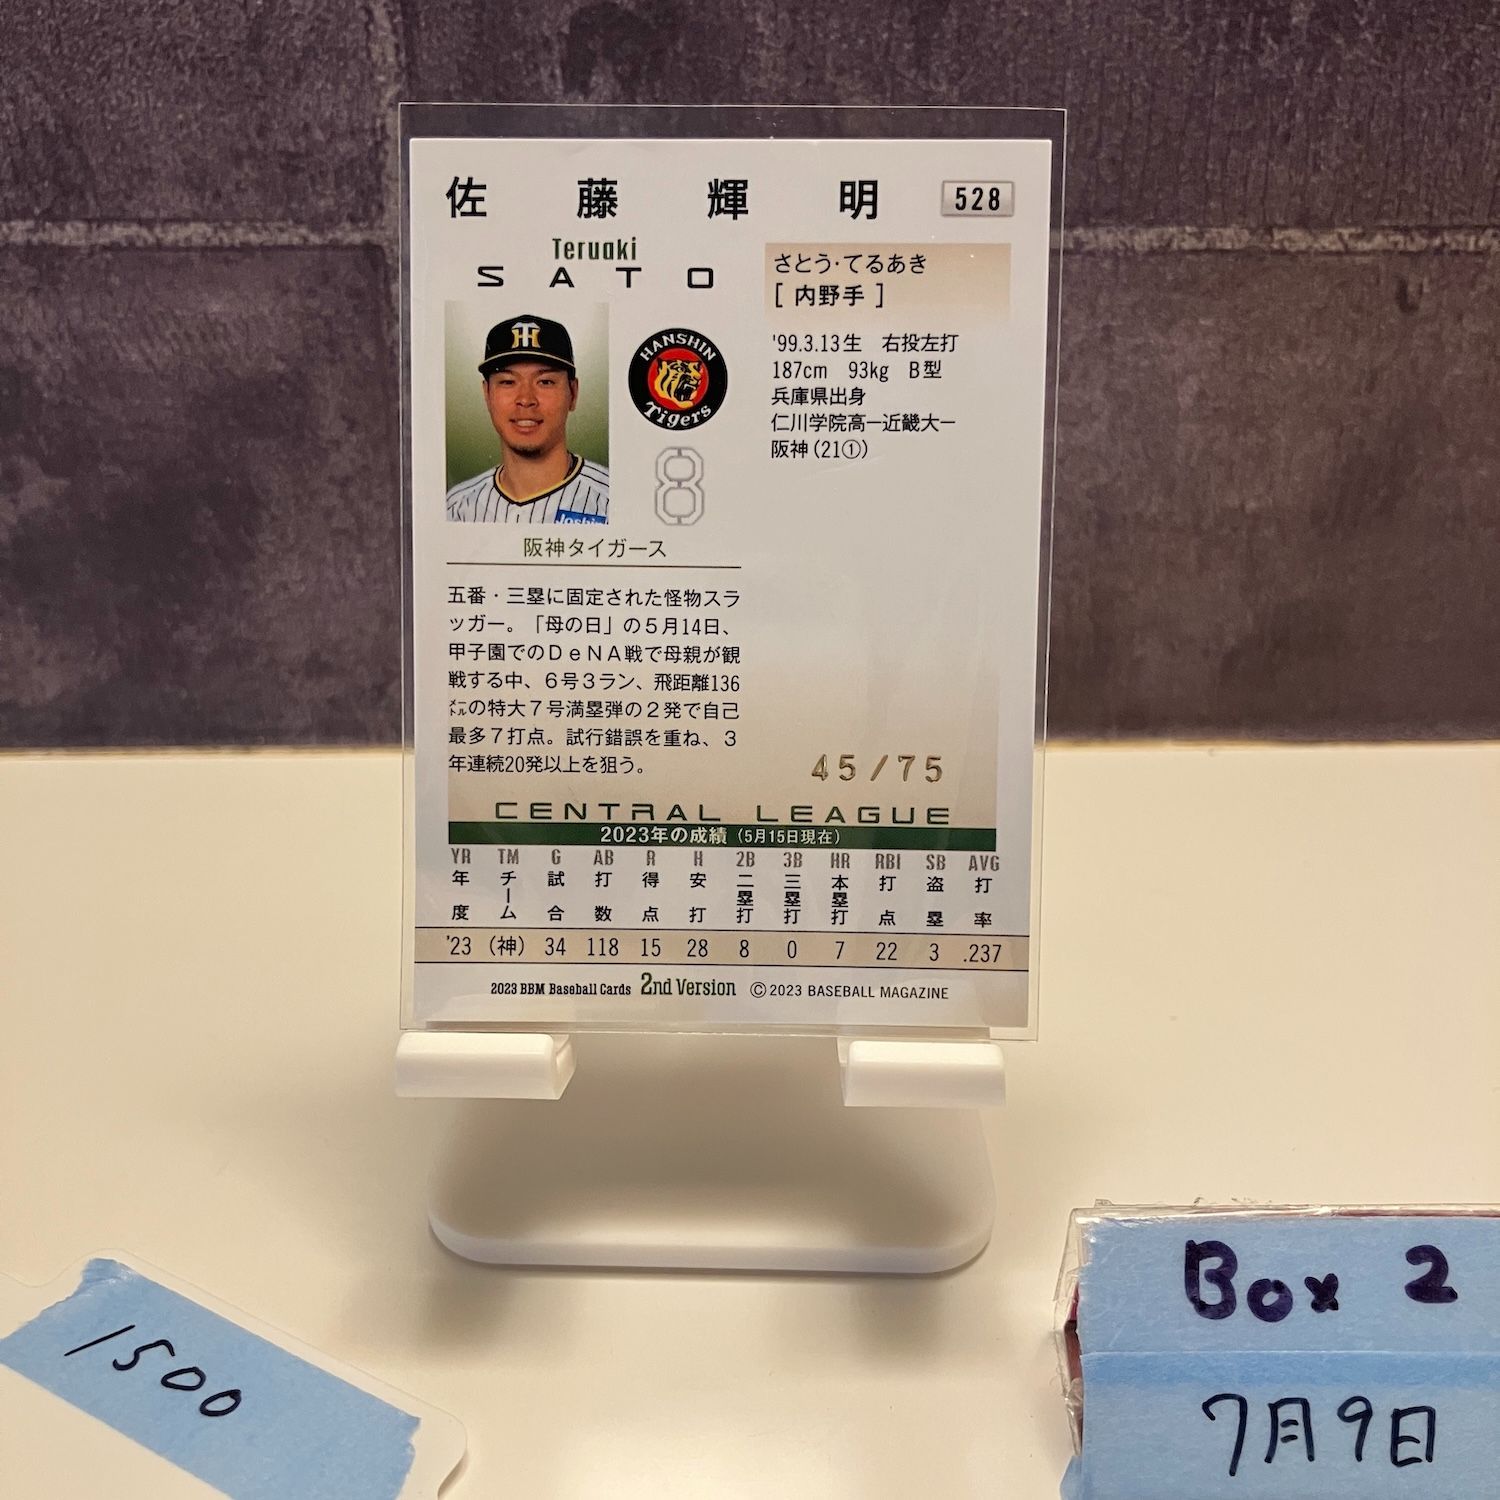 佐藤輝明 528
Teruaki
SATO
さとう・てるあき
[ 内野手 ]
'99.3.13生 右投左打
187cm 93kg B型
兵庫県出身
仁川学院高ー近畿大ー
阪神(21①)
HANSHIN
Tigers
8
Joshin
阪神タイガース
五番・三塁に固定された怪物スラ
ッガー。「母の日」の5月14日、
甲子園でのDeNA戦で母親が観
戦する中、6号3ラン、飛距離136
㍍の特大7号満塁弾の2発で自己
最多7打点。試行錯誤を重ね、3
年連続20発以上を狙う。
45/75
CENTRAL LEAGUE
2023年の成績(5月15日現在)
YR TM G AB R H 2B 3B HR RBI SB AVG
年度 チーム 試合 打数 得点 安打 二塁打 三塁打 本塁打 打点 盗塁 打率
'23 (神) 34 118 15 28 8 0 7 22 3 .237
2023 BBM Baseball Cards 2nd Version ©2023 BASEBALL MAGAZINE
1500
Box 2
7月9日